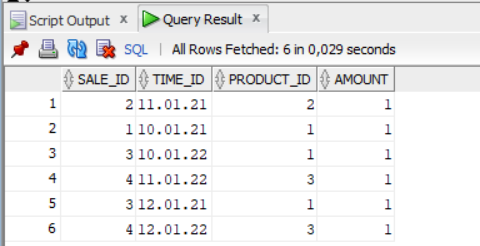 Script Output x Query Result x
SQL | All Rows Fetched: 6 in 0,029 seconds
SALE_ID TIME_ID PRODUCT_ID AMOUNT
1 2 11.01.21 2 1
2 1 10.01.21 1 1
3 3 10.01.22 1 1
4 4 11.01.22 3 1
5 3 12.01.21 1 1
6 4 12.01.22 3 1